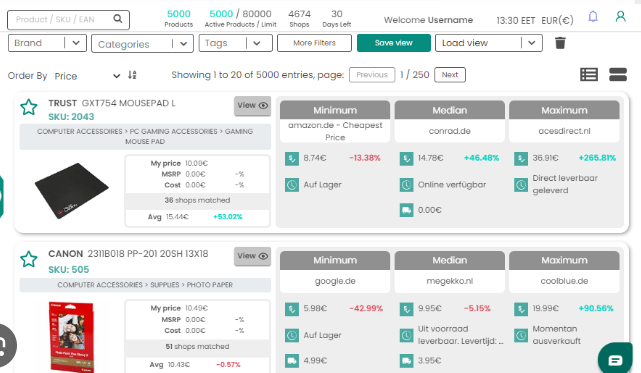 Product / SKU / EAN
5000 Products
5000 / 80000 Active Products / Limit
4674 Shops
30 Days Left
Welcome Username
13:30 EET
EUR(€)
Brand
Categories
Tags
More Filters
Save view
Load view
Order By Price
Showing 1 to 20 of 5000 entries, page:
Previous
1 / 250
Next
TRUST GXT754 MOUSEPAD L
SKU: 2043
View
COMPUTER ACCESSORIES > PC GAMING ACCESSORIES > GAMING
MOUSE PAD
My price 10.09€
MSRP 0.00€ -%
Cost 0.00€ -%
36 shops matched
Avg 15.44€ +53.02%
Minimum
amazon.de - Cheapest
Price
8.74€ -13.38%
Auf Lager
Median
conrad.de
14.78€ +46.48%
Online verfügbar
0.00€
Maximum
acesdirect.nl
36.91€ +265.81%
Direct leverbaar
geleverd
CANON 2311B018 PP-201 20SH 13X18
SKU: 505
View
COMPUTER ACCESSORIES > SUPPLIES > PHOTO PAPER
My price 10.49€
MSRP 0.00€ -%
Cost 0.00€ -%
51 shops matched
Avg 10.43€ -0.57%
Minimum
google.de
5.98€ -42.99%
Auf Lager
4.99€
Median
megekko.nl
9.95€ -5.15%
Uit voorraad
leverbaar. Levertijd: ...
3.95€
Maximum
coolblue.de
19.99€ +90.56%
Momentan
ausverkauft